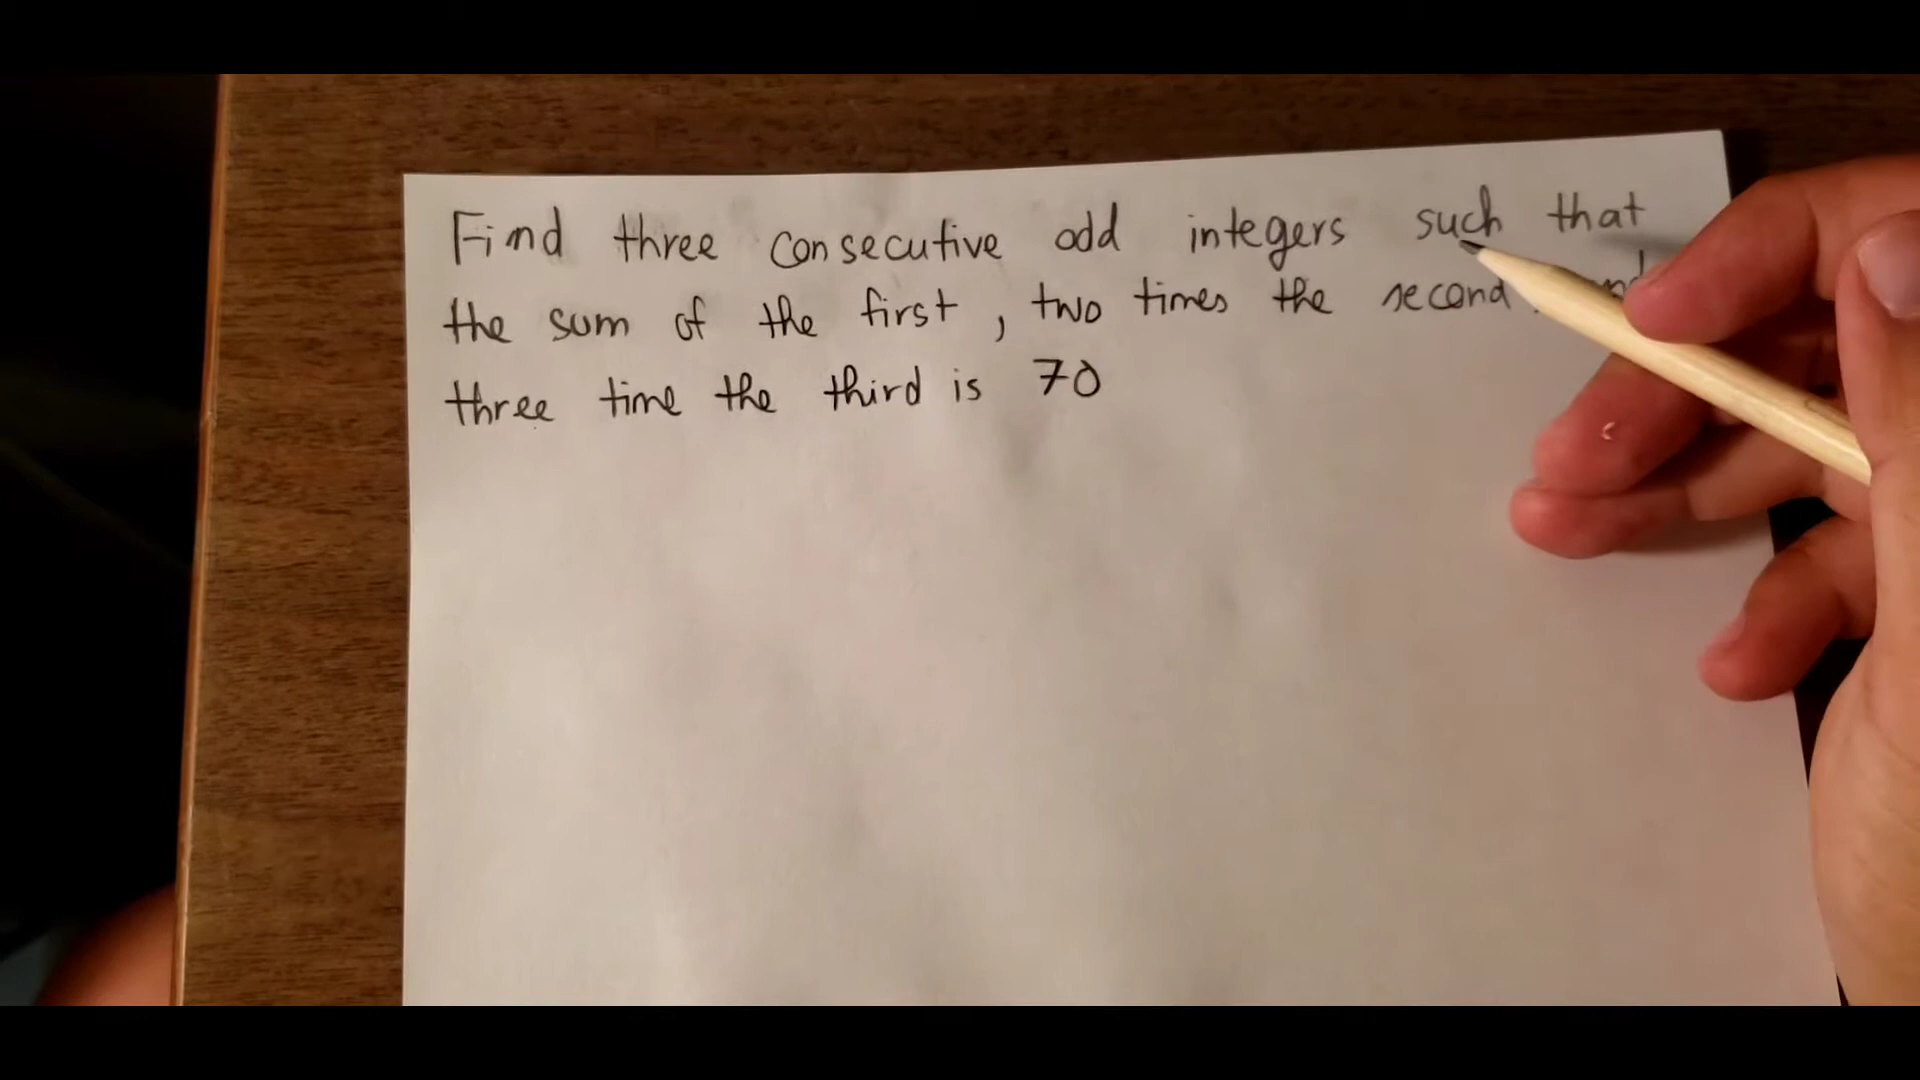 Find three consecutive odd integers such that
the sum of the first, two times the second
three time the third is 70